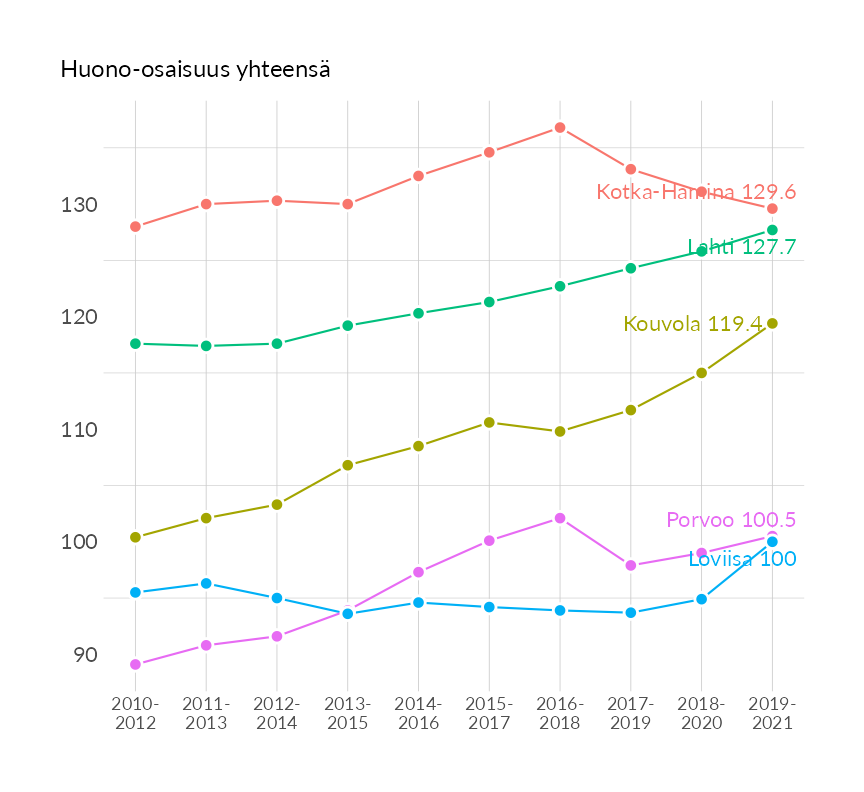 Huono-osaisuus yhteensä
130
120
110
100
90
Kotka-Hamina 129.6
Lahti 127.7
Kouvola 119.4
Porvoo 100.5
Loviisa 100
2010- 2011- 2012- 2013- 2014- 2015- 2016- 2017- 2018- 2019-
2012 2013 2014 2015 2016 2017 2018 2019 2020 2021